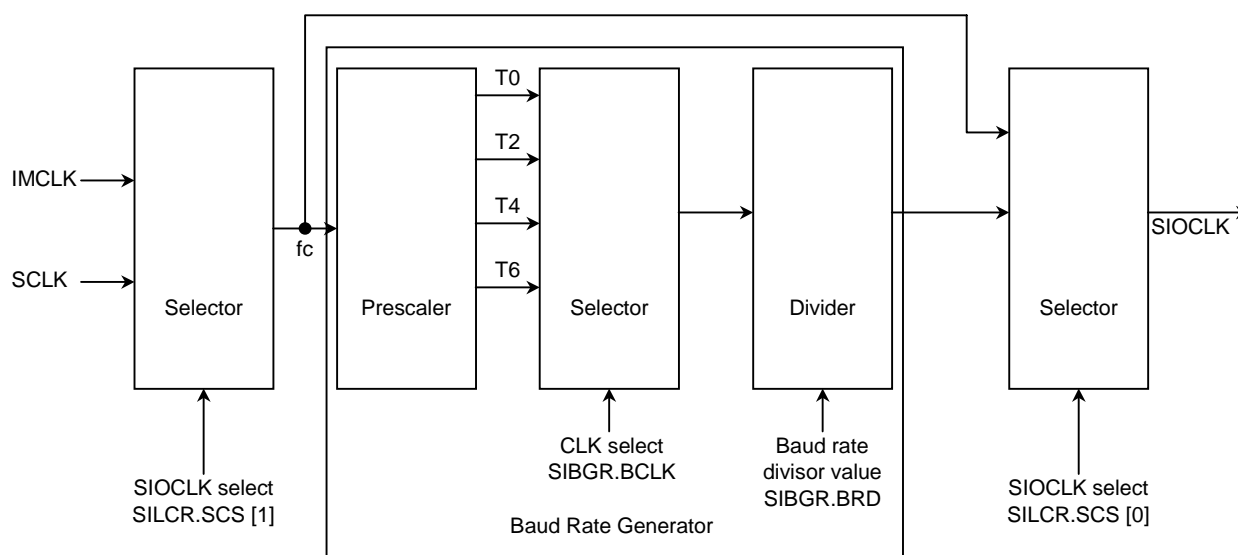 T0
T2
T4
T6
IMCLK
SCLK
fc
SIOCLK
Selector
Prescaler
Selector
Divider
Selector
CLK select
SIBGR.BCLK
Baud rate
divisor value
SIBGR.BRD
SIOCLK select
SILCR.SCS [1]
SIOCLK select
SILCR.SCS [0]
Baud Rate Generator